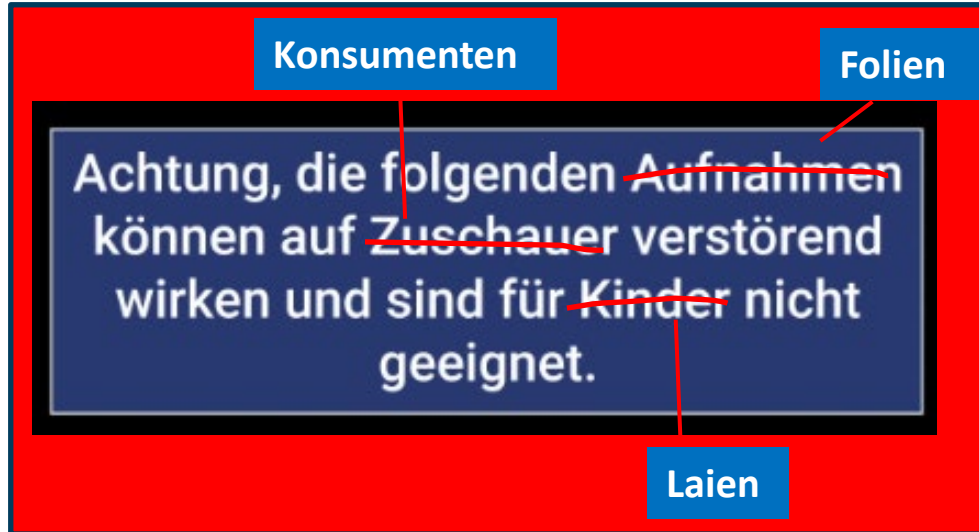 Konsumenten
Folien
Achtung, die folgenden Aufnahmen
können auf Zuschauer verstörend
wirken und sind für Kinder nicht
geeignet.
Laien